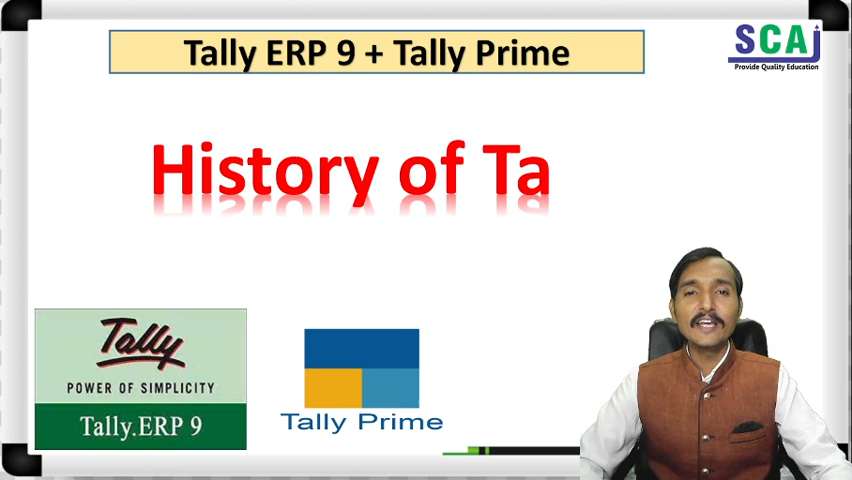 Tally ERP 9 + Tally Prime
SCA
Provide Quality Education
History of Ta
Tally
POWER OF SIMPLICITY
Tally.ERP 9
Tally Prime